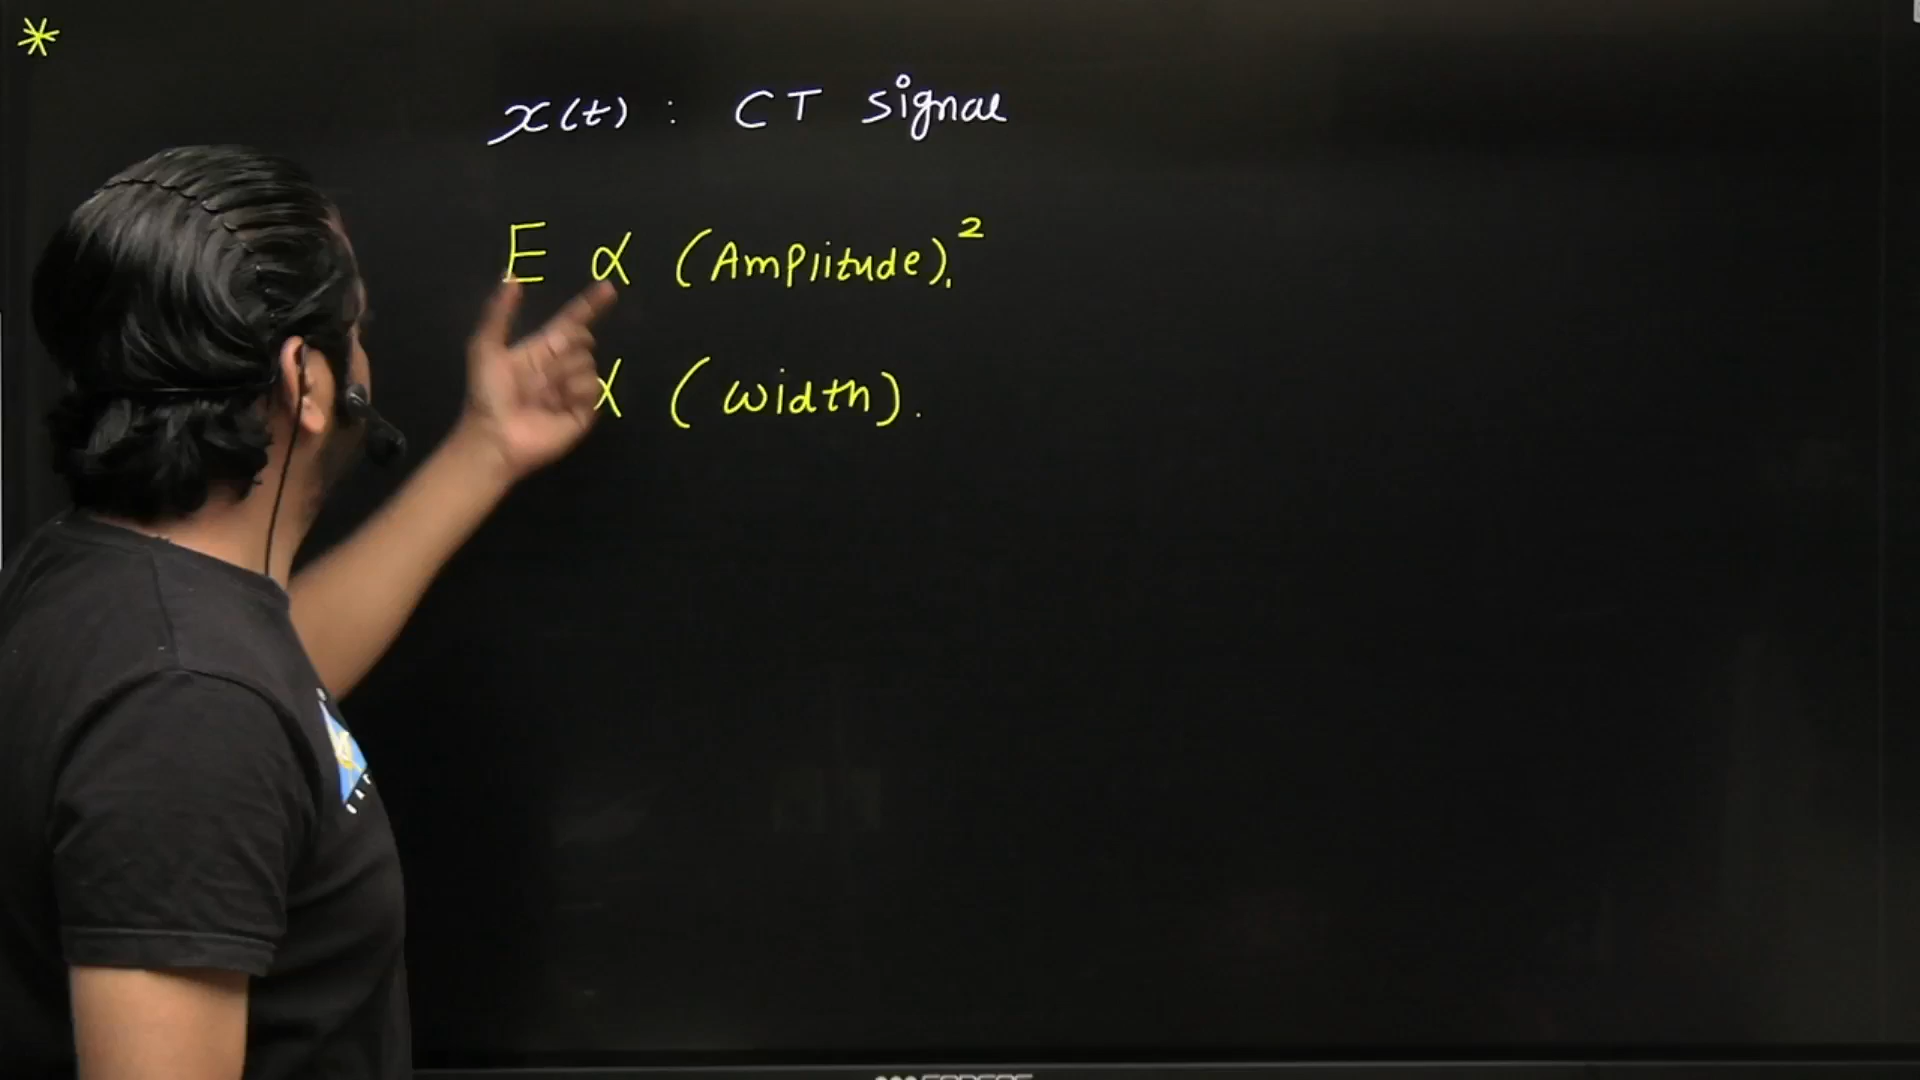 *
x(t) : CT signal
E α (Amplitude)²
α (width).